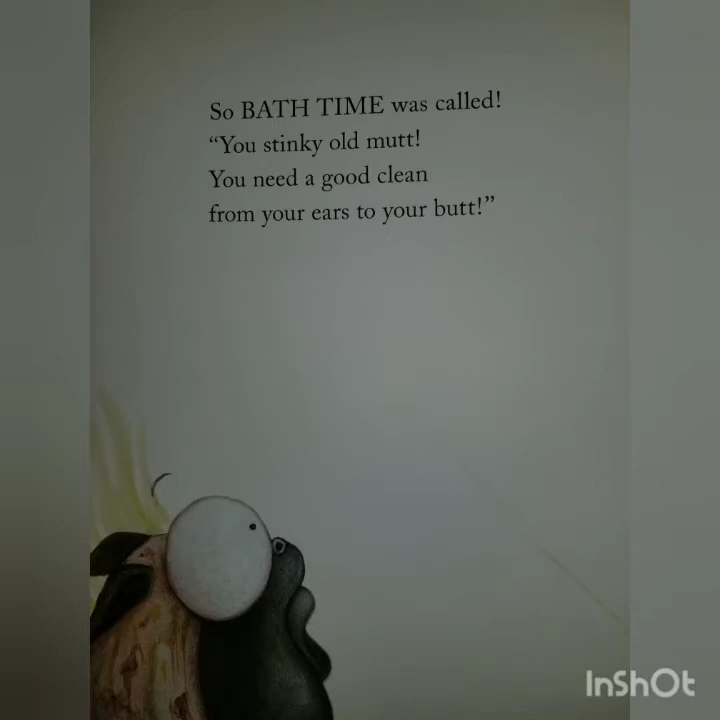 So BATH TIME was called!
“You stinky old mutt!
You need a good clean
from your ears to your butt!”
InShOt